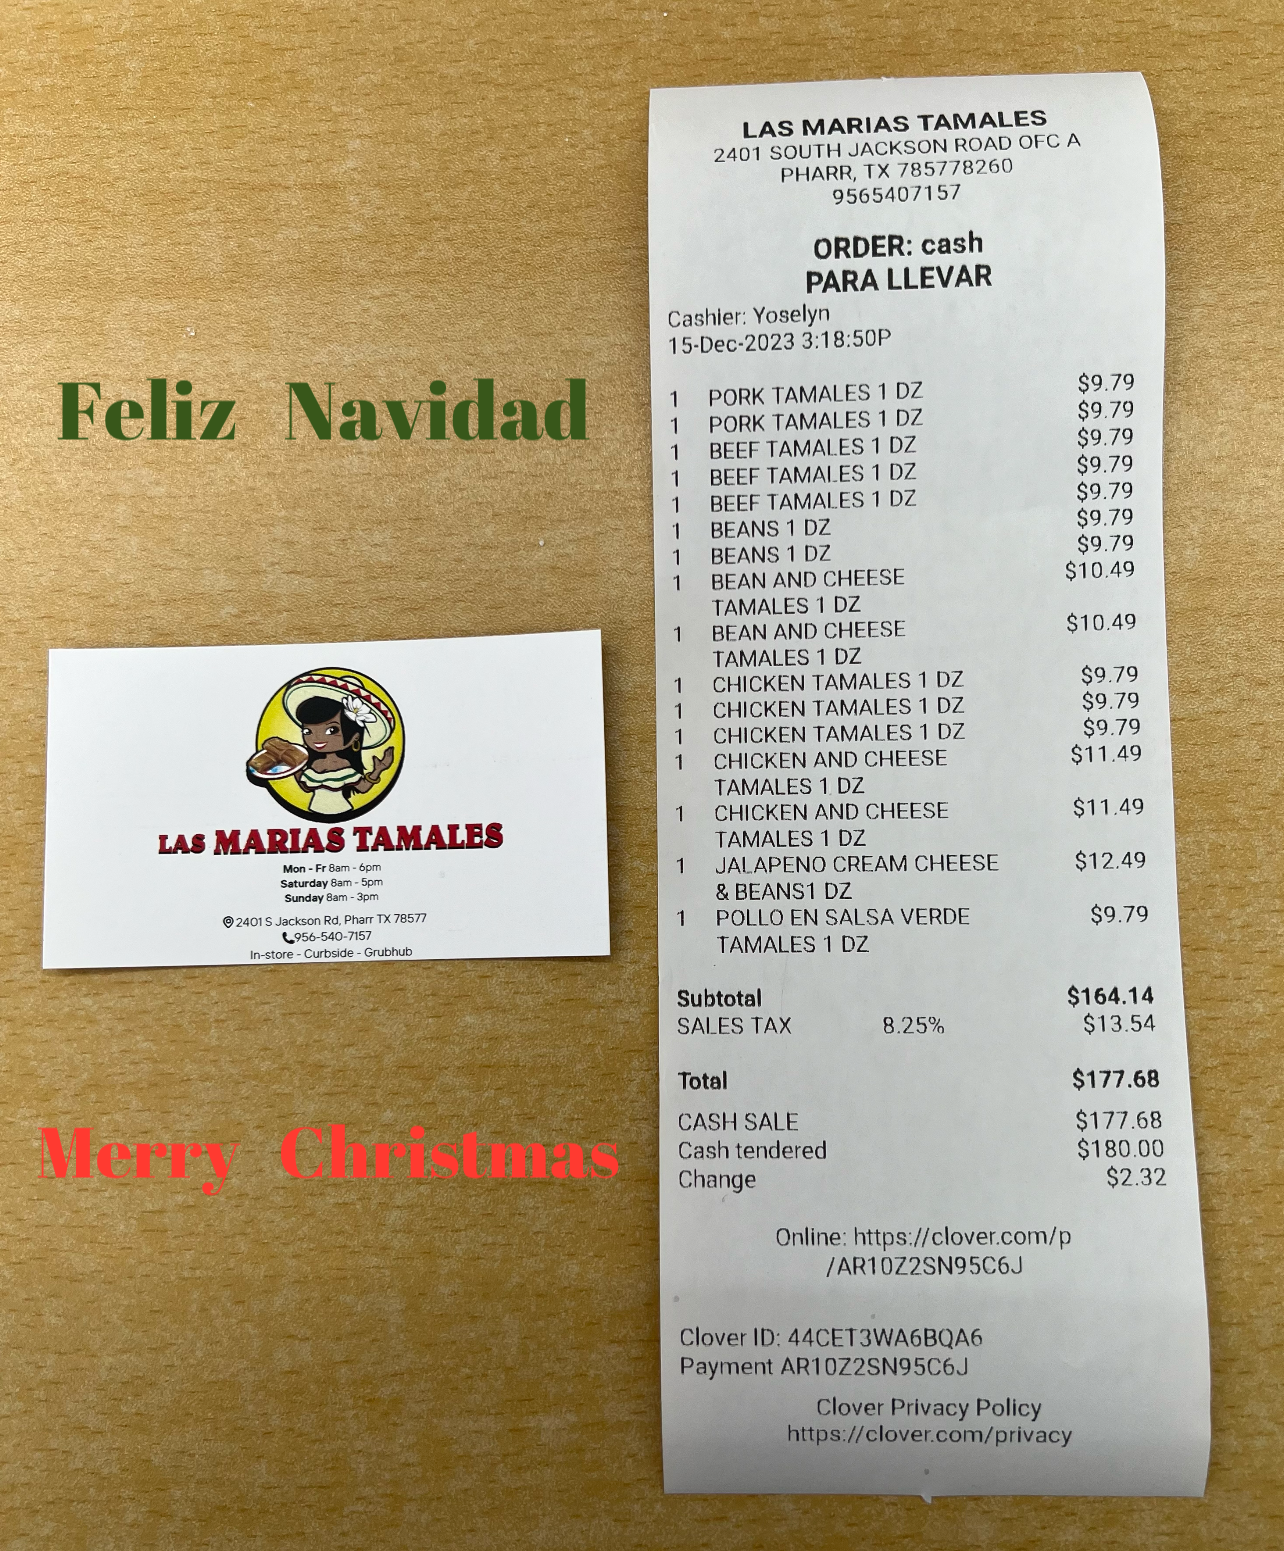 Feliz Navidad
LAS MARIAS TAMALES
Mon - Fr 8am - 6pm
Saturday 8am - 5pm
Sunday 8am - 3pm
2401 S Jackson Rd, Pharr TX 78577
956-540-7157
In-store - Curbside - Grubhub
Merry Christmas
LAS MARIAS TAMALES
2401 SOUTH JACKSON ROAD OFC A
PHARR, TX 785778260
9565407157
ORDER: cash
PARA LLEVAR
Cashier: Yoselyn
15-Dec-2023 3:18:50P
1 PORK TAMALES 1 DZ $9.79
1 PORK TAMALES 1 DZ $9.79
1 BEEF TAMALES 1 DZ $9.79
1 BEEF TAMALES 1 DZ $9.79
1 BEEF TAMALES 1 DZ $9.79
1 BEANS 1 DZ $9.79
1 BEANS 1 DZ $9.79
1 BEAN AND CHEESE $10.49
TAMALES 1 DZ
1 BEAN AND CHEESE $10.49
TAMALES 1 DZ
1 CHICKEN TAMALES 1 DZ $9.79
1 CHICKEN TAMALES 1 DZ $9.79
1 CHICKEN TAMALES 1 DZ $9.79
1 CHICKEN AND CHEESE $11.49
TAMALES 1 DZ
1 CHICKEN AND CHEESE $11.49
TAMALES 1 DZ
1 JALAPENO CREAM CHEESE $12.49
& BEANS1 DZ
1 POLLO EN SALSA VERDE $9.79
TAMALES 1 DZ
Subtotal $164.14
SALES TAX 8.25% $13.54
Total $177.68
CASH SALE $177.68
Cash tendered $180.00
Change $2.32
Online: https://clover.com/p
/AR10Z2SN95C6J
Clover ID: 44CET3WA6BQA6
Payment AR10Z2SN95C6J
Clover Privacy Policy
https://clover.com/privacy